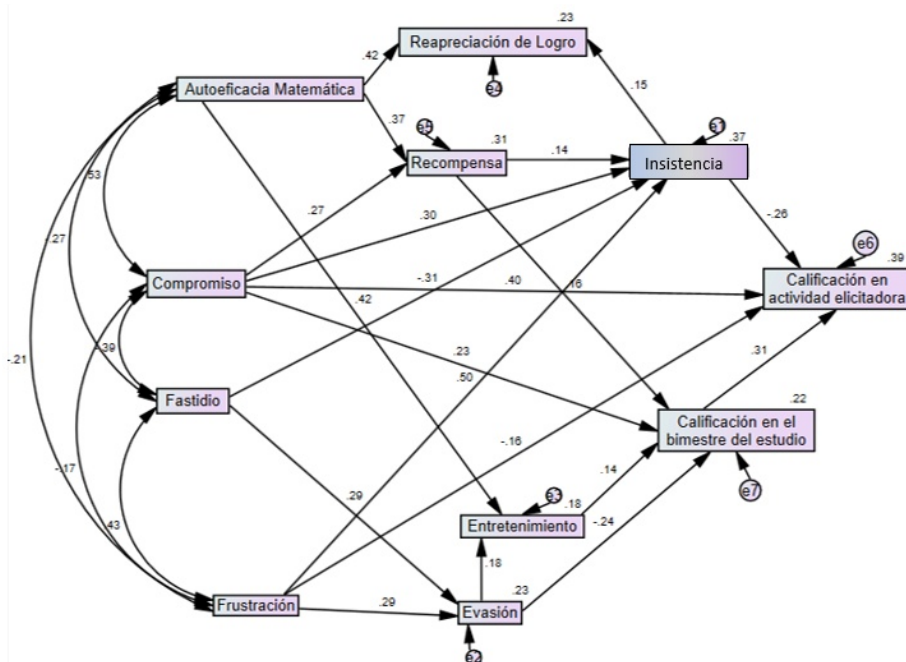 .23
Reapreciación de Logro
.42
e4
Autoeficacia Matemática
.15
.37
e5
.31
e1
.37
Recompensa
.14
Insistencia
.53
.27
-.27
.30
-.26
e6
.39
Compromiso
-.31
.40
.16
Calificación en
actividad elicitadora
.42
.23
.31
-.21
.39
.50
Fastidio
.22
Calificación en el
bimestre del estudio
-.16
-.17
.14
e7
.29
e3
.18
Entretenimiento
-.24
.43
.18
.23
Frustración
.29
Evasión
e2